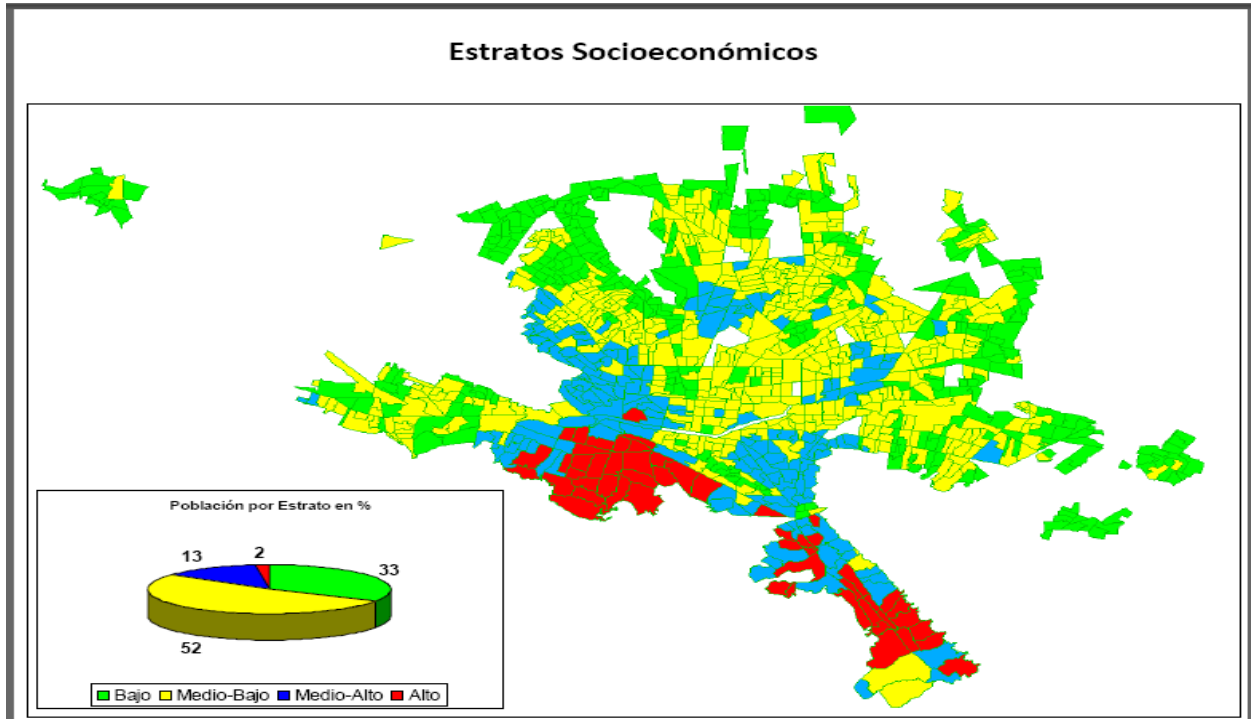 Estratos Socioeconómicos
Población por Estrato en %
13
2
33
52
Bajo Medio-Bajo Medio-Alto Alto